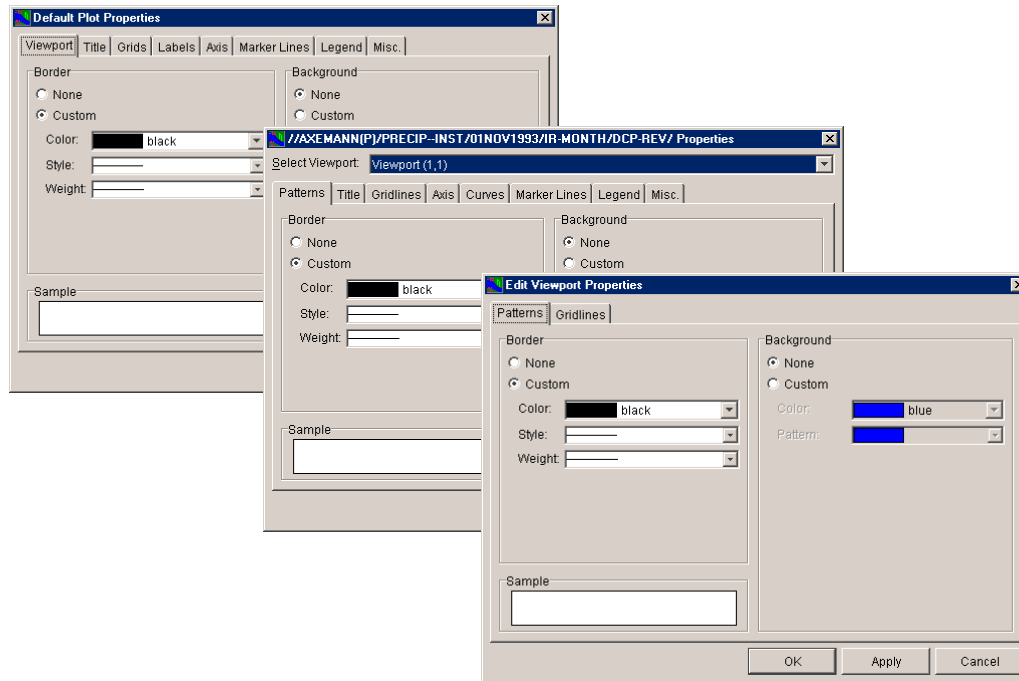 Default Plot Properties
Viewport Title Grids Labels Axis Marker Lines Legend Misc.
Border
None
Custom
Color: black
Style:
Weight:
Background
None
Custom
Sample
//AXEMANN(P)/PRECIP--INST/01NOV1993/IR-MONTH/DCP-REV/ Properties
Select Viewport: Viewport (1,1)
Patterns Title Gridlines Axis Curves Marker Lines Legend Misc.
Border
None
Custom
Color: black
Style:
Weight:
Background
None
Custom
Sample
Edit Viewport Properties
Patterns Gridlines
Border
None
Custom
Color: black
Style:
Weight:
Background
None
Custom
Color: blue
Pattern:
Sample
OK Apply Cancel